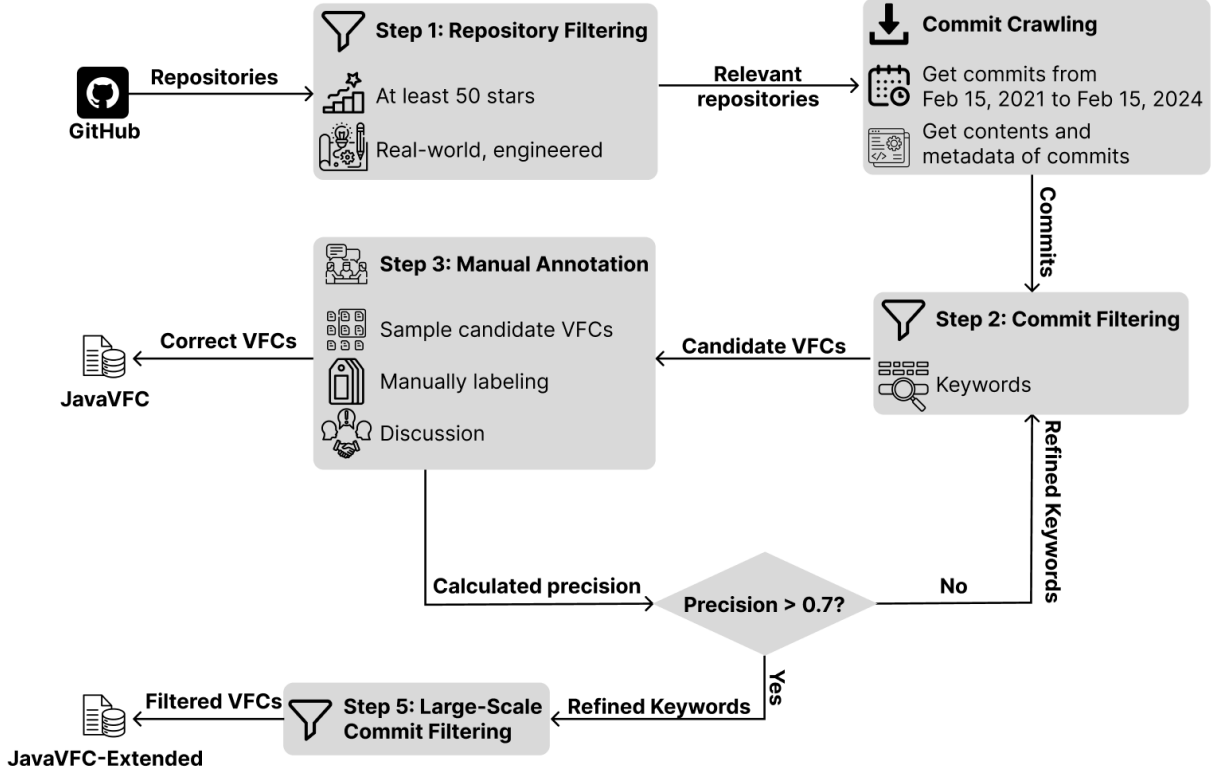 GitHub
Repositories
Step 1: Repository Filtering
At least 50 stars
Real-world, engineered
Relevant
repositories
Commit Crawling
Get commits from
Feb 15, 2021 to Feb 15, 2024
Get contents and
metadata of commits
Commits
Step 2: Commit Filtering
Keywords
Candidate VFCs
Step 3: Manual Annotation
Sample candidate VFCs
Manually labeling
Discussion
Correct VFCs
JavaVFC
Calculated precision
Precision > 0.7?
No
Refined Keywords
Yes
Refined Keywords
Step 5: Large-Scale
Commit Filtering
Filtered VFCs
JavaVFC-Extended